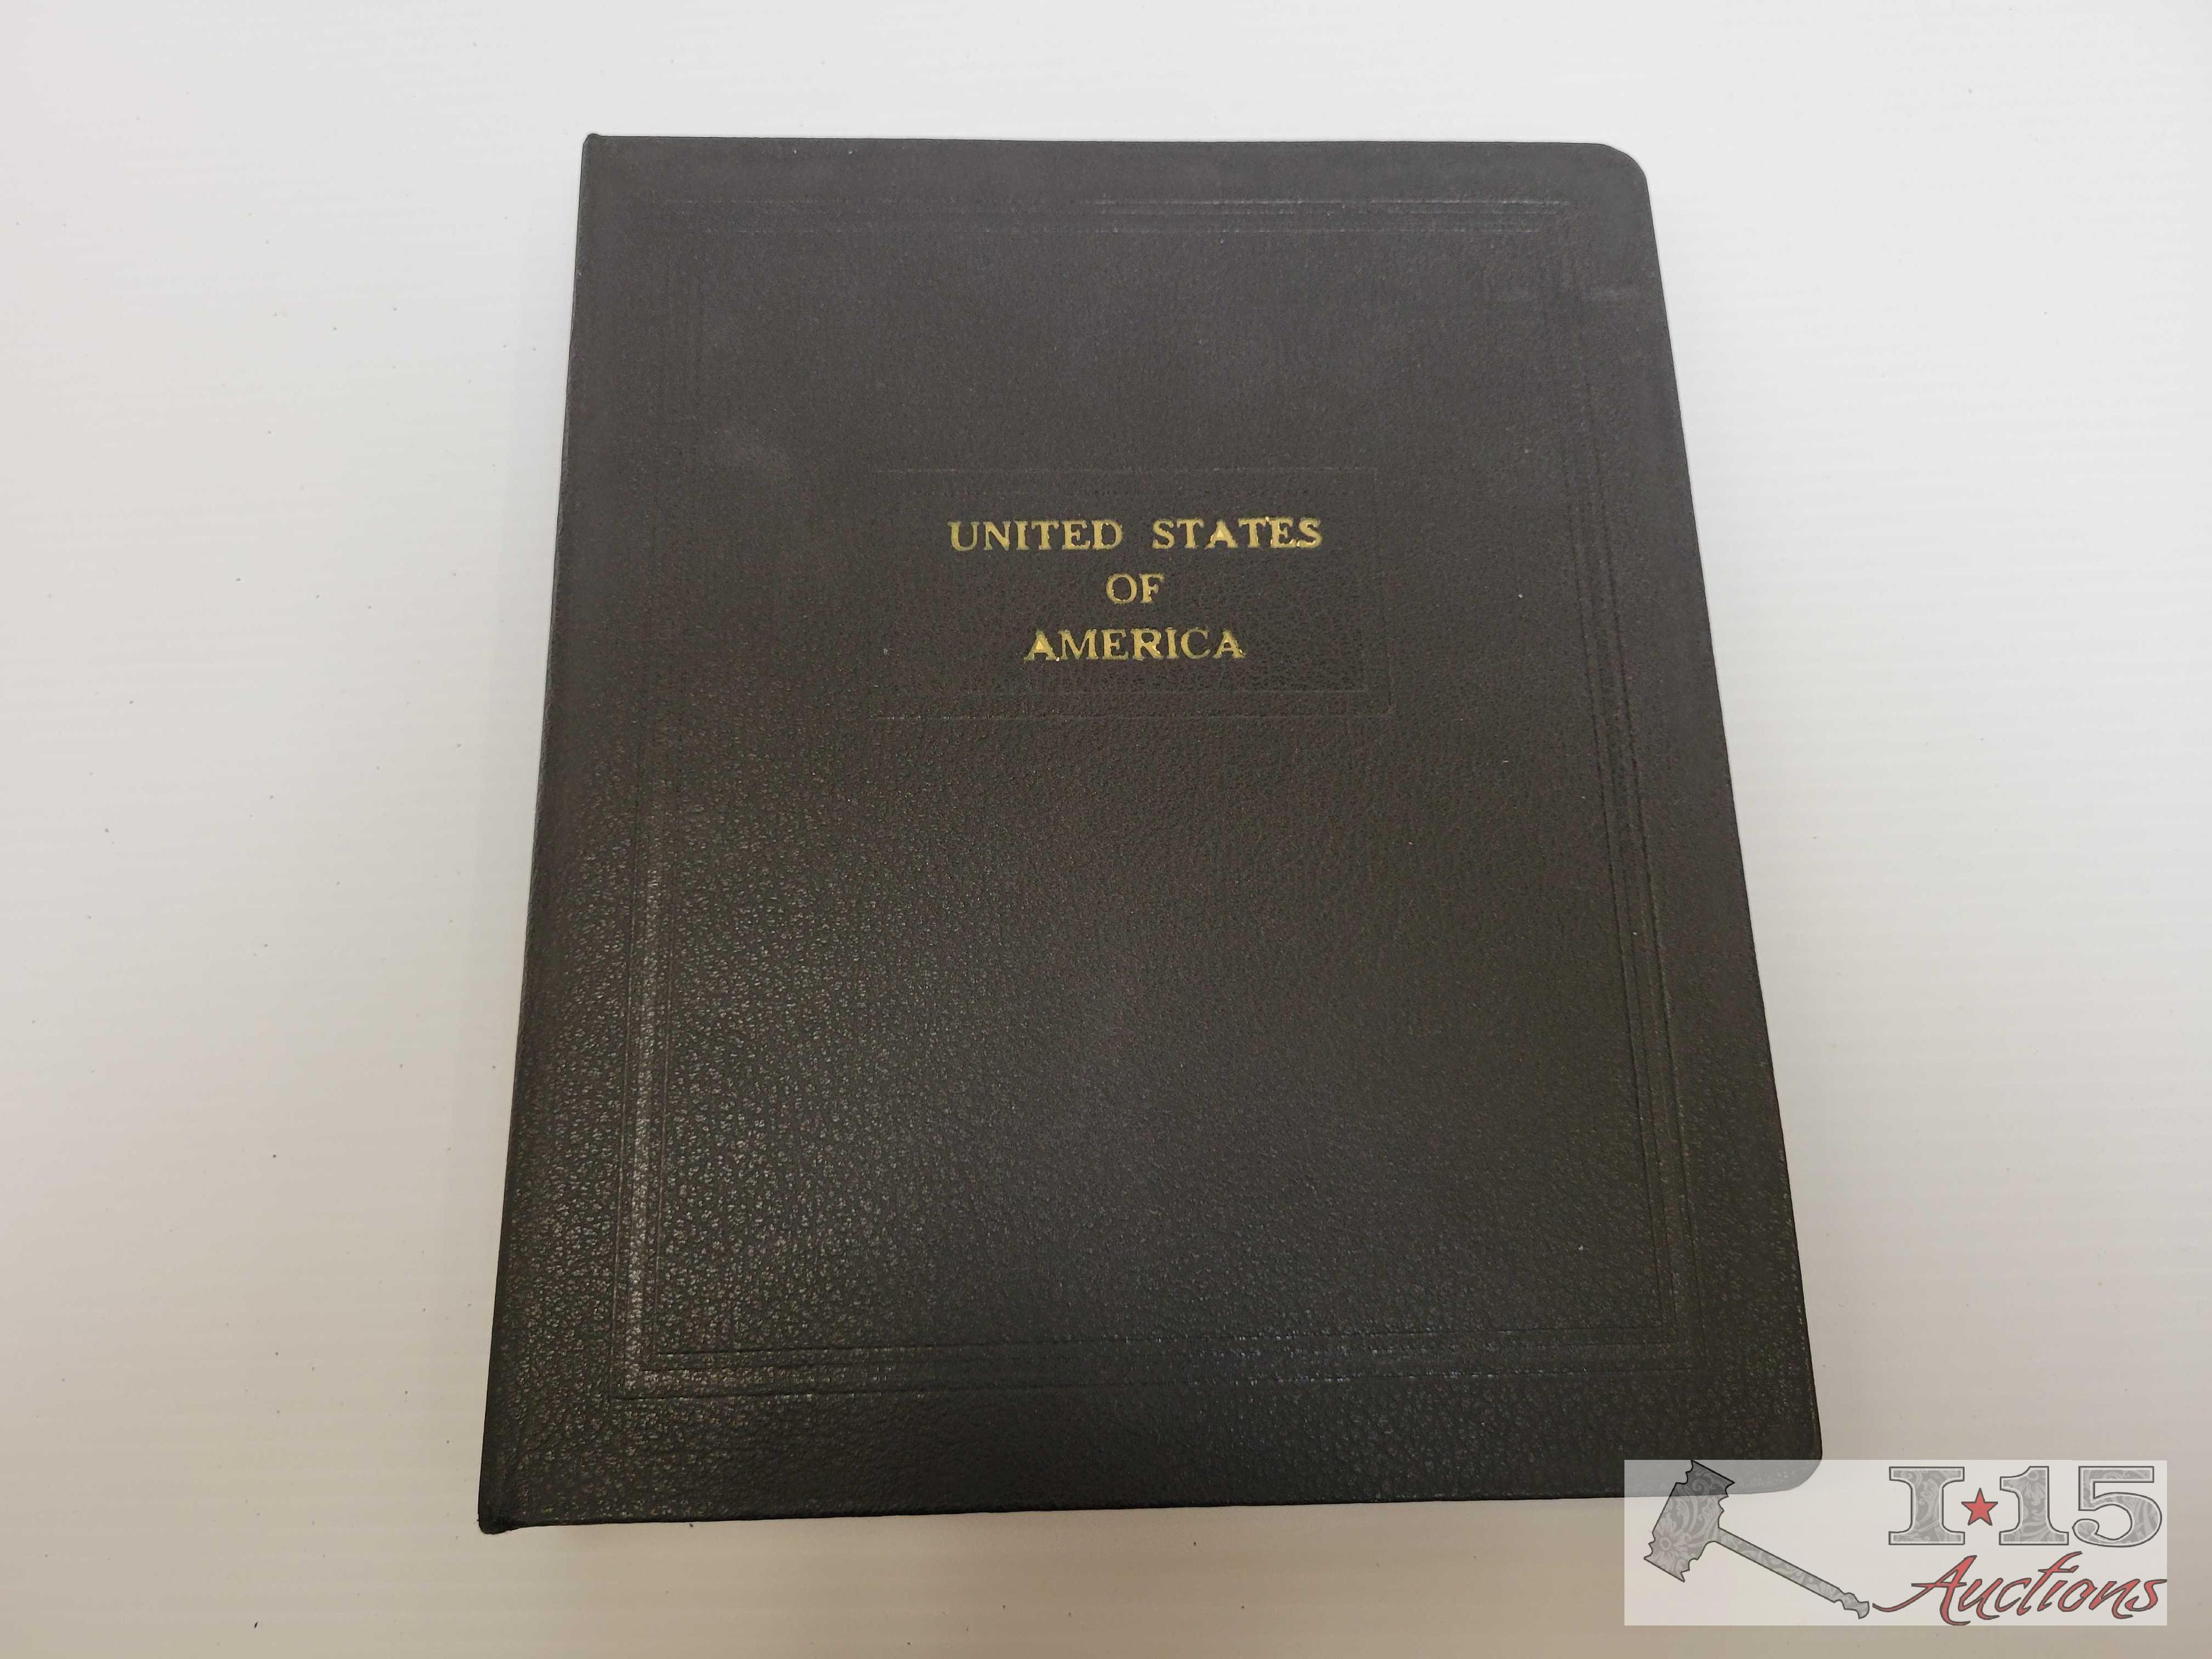 UNITED STATES
OF
AMERICA
I★15
Auctions